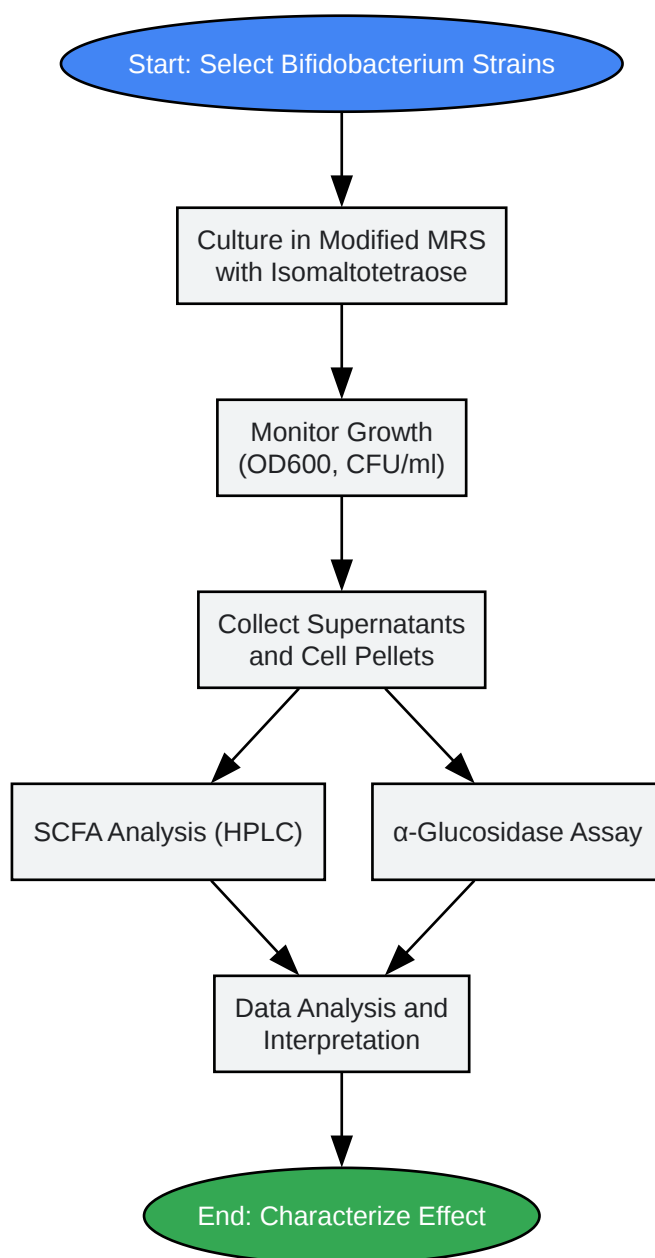 Start: Select Bifidobacterium Strains
Culture in Modified MRS
with Isomaltotetraose
Monitor Growth
(OD600, CFU/ml)
Collect Supernatants
and Cell Pellets
SCFA Analysis (HPLC)
α-Glucosidase Assay
Data Analysis and
Interpretation
End: Characterize Effect